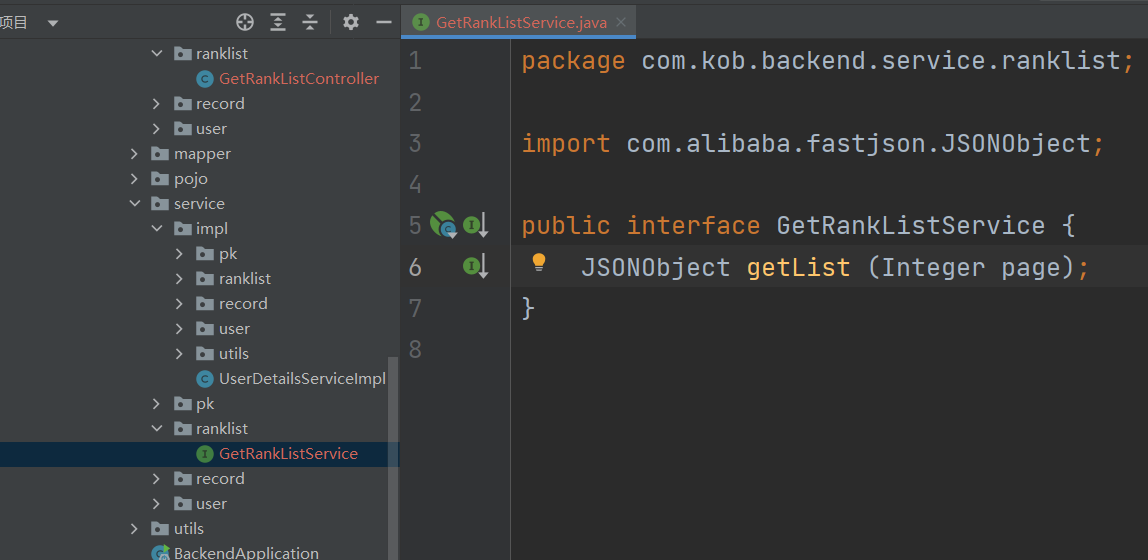 项目
ranklist
GetRankListController
record
user
mapper
pojo
service
impl
pk
ranklist
record
user
utils
UserDetailsServiceImpl
pk
ranklist
GetRankListService
record
user
utils
BackendApplication
GetRankListService.java
1 package com.kob.backend.service.ranklist;
2
3 import com.alibaba.fastjson.JSONObject;
4
5 public interface GetRankListService {
6 JSONObject getList (Integer page);
7 }
8